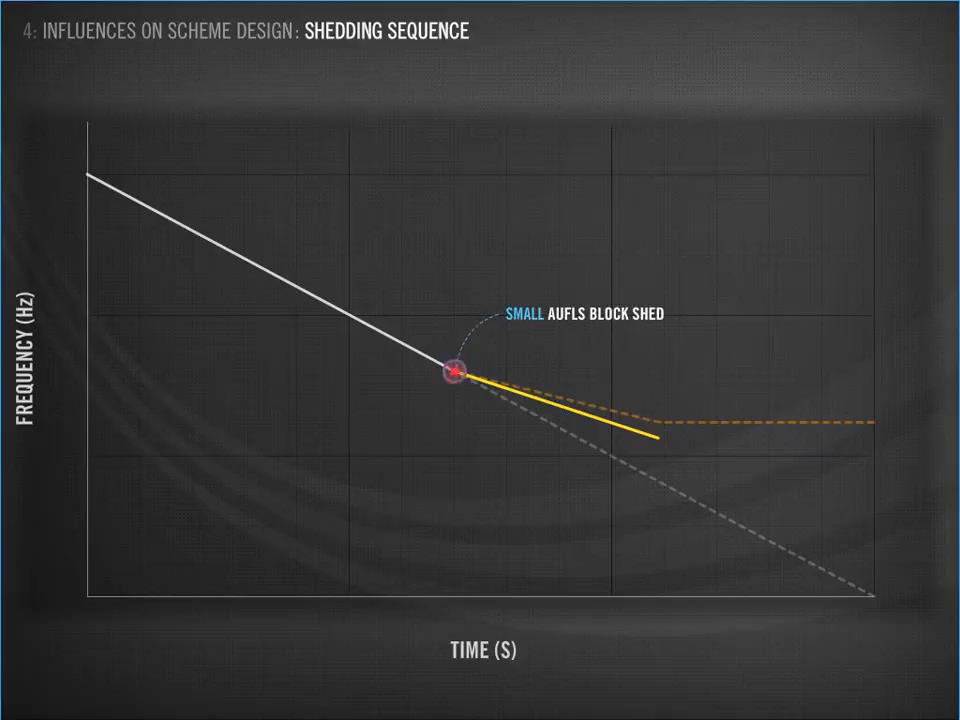 4: INFLUENCES ON SCHEME DESIGN: SHEDDING SEQUENCE
SMALL AUFLS BLOCK SHED
FREQUENCY (Hz)
TIME (S)